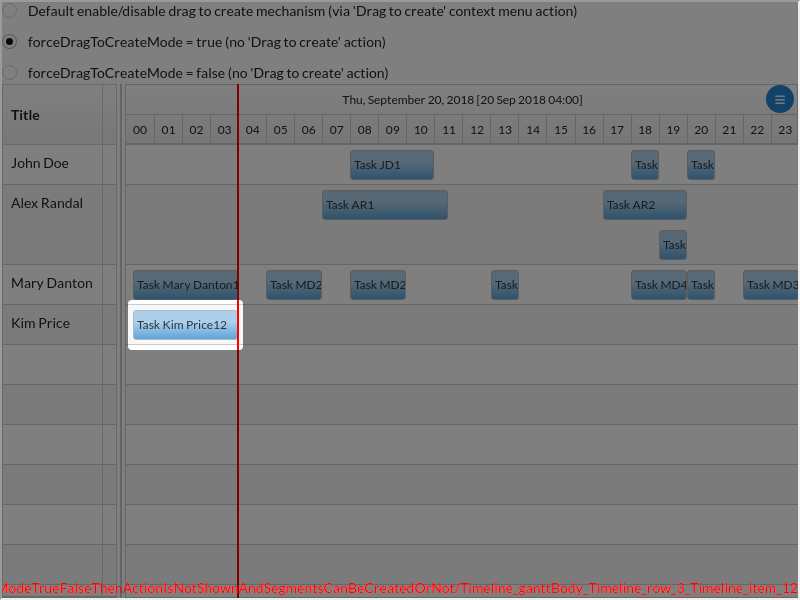 Default enable/disable drag to create mechanism (via 'Drag to create' context menu action)
forceDragToCreateMode = true (no 'Drag to create' action)
forceDragToCreateMode = false (no 'Drag to create' action)
Title
Thu, September 20, 2018 [20 Sep 2018 04:00]
00 01 02 03 04 05 06 07 08 09 10 11 12 13 14 15 16 17 18 19 20 21 22 23
John Doe Task JD1 Task Task
Alex Randal Task AR1 Task AR2
Task
Mary Danton Task Mary Danton1 Task MD2 Task MD2 Task Task MD4 Task Task MD3
Kim Price Task Kim Price12
ModeTrueFalseThenActionIsNotShownAndSegmentsCanBeCreatedOrNot/Timeline_ganttBody_Timeline_row_3_Timeline_item_12